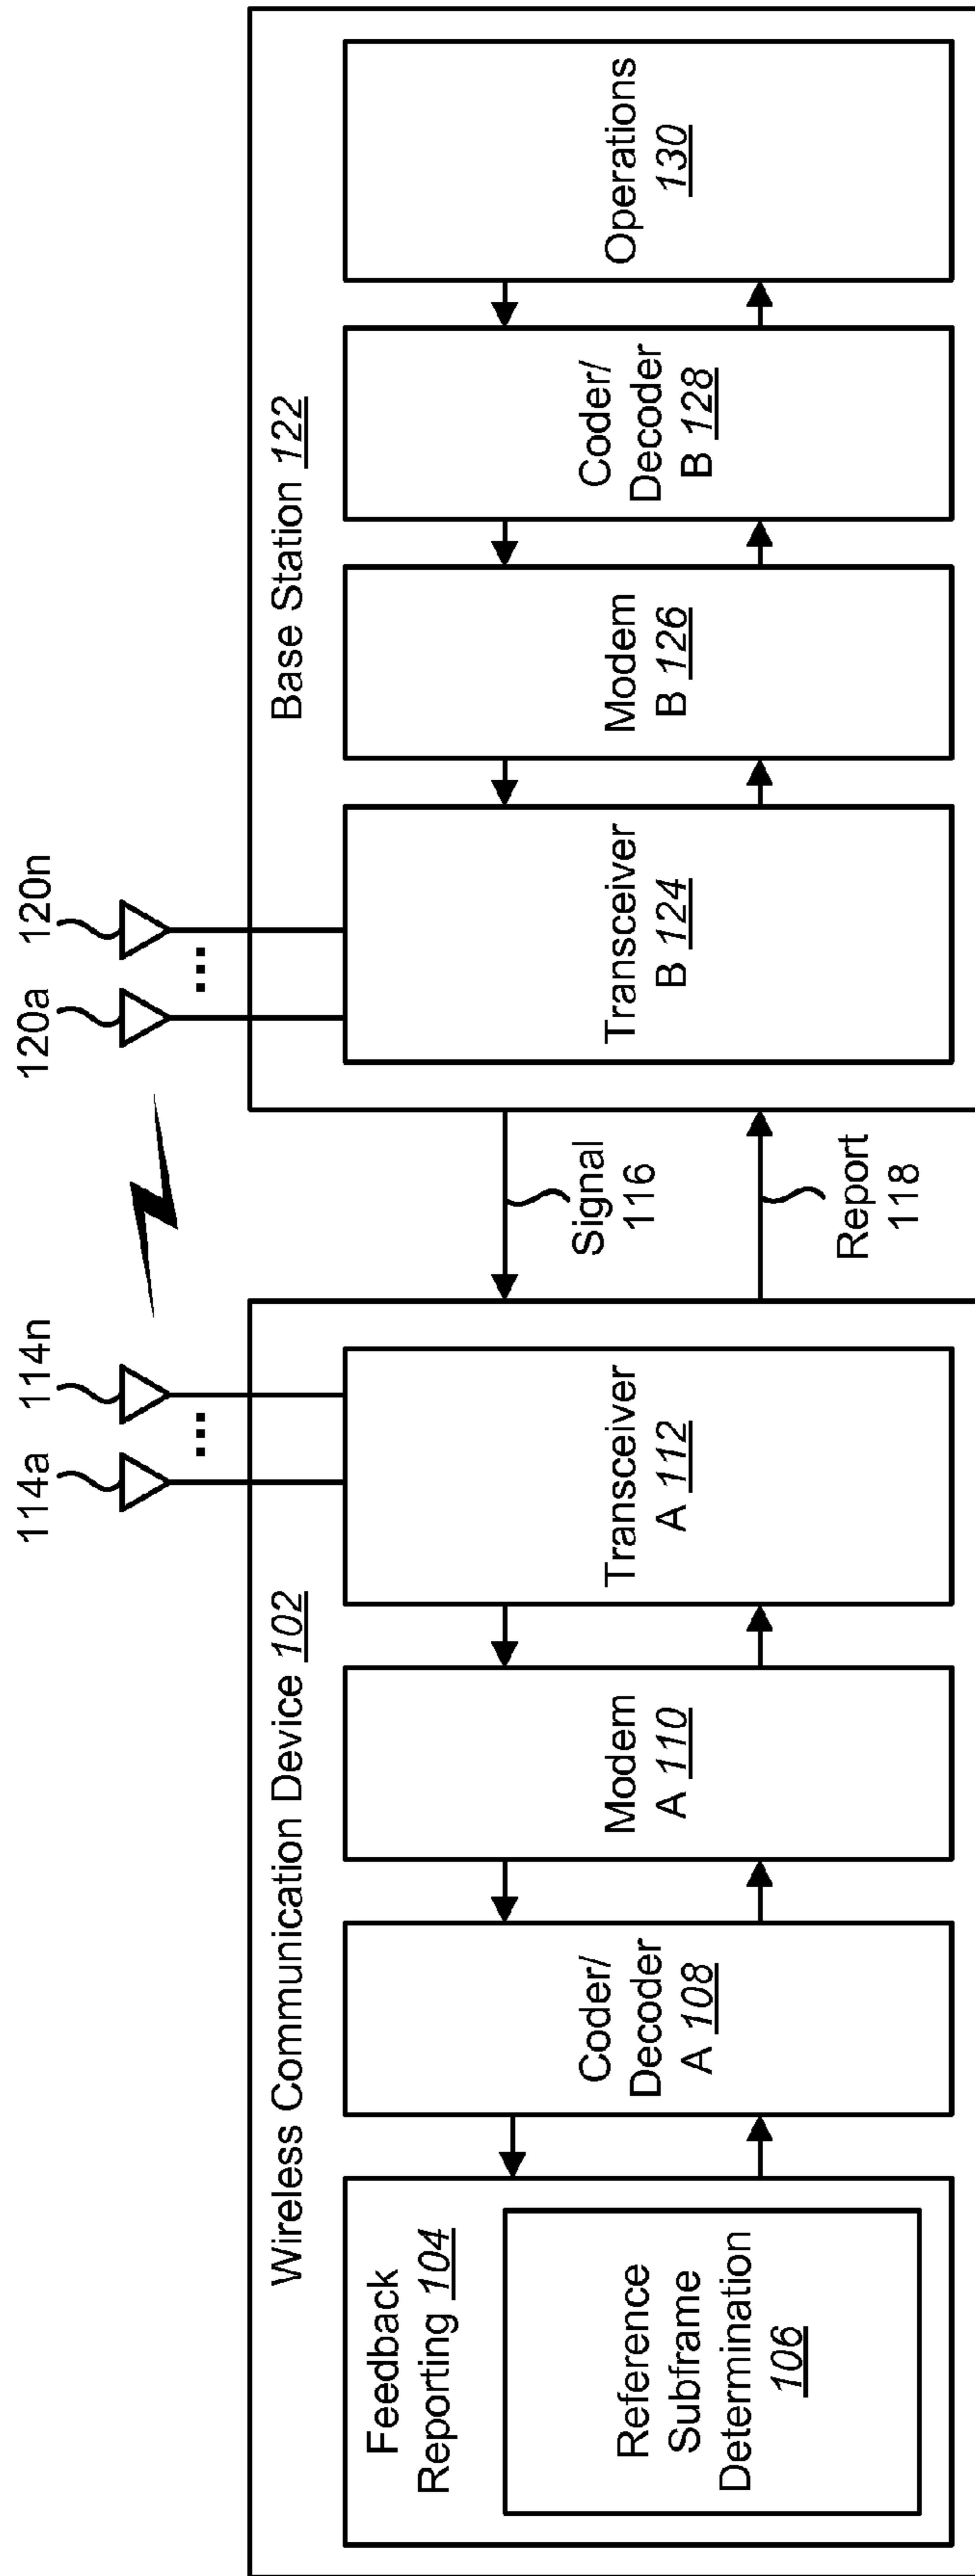 114a
114n
120a
120n
Wireless Communication Device 102
Feedback
Reporting 104
Reference
Subframe
Determination
106
Coder/
Decoder
A 108
Modem
A 110
Transceiver
A 112
Signal
116
Report
118
Base Station 122
Transceiver
B 124
Modem
B 126
Coder/
Decoder
B 128
Operations
130